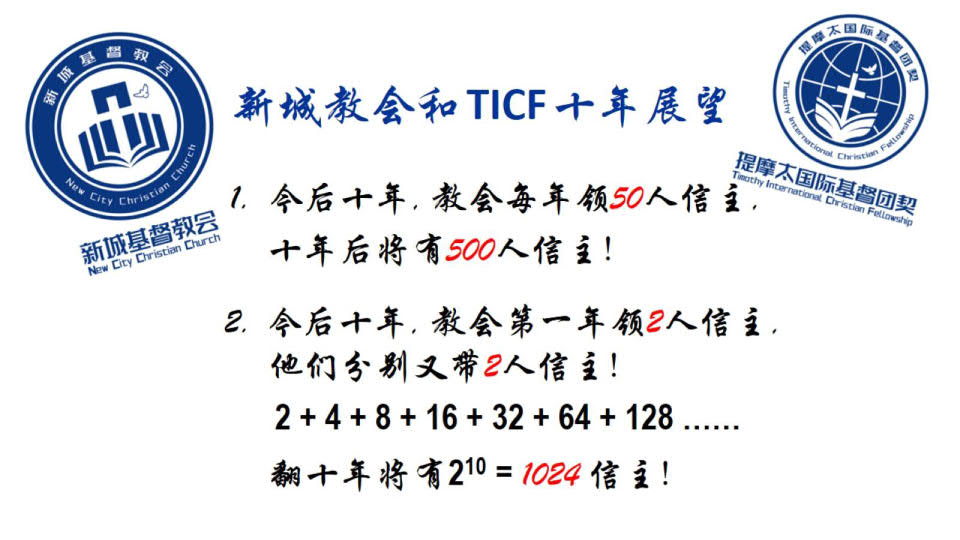 新城基督教会
New City Christian Church
新城基督教会
New City Christian Church
新城教会和 TICF 十年展望
提摩太国际基督团契
Timothy International Christian Fellowship
提摩太国际基督团契
Timothy International Christian Fellowship
1. 今后十年, 教会每年领50人信主,
十年后将有500人信主!
2. 今后十年, 教会第一年领2人信主,
他们分别又带2人信主!
2 + 4 + 8 + 16 + 32 + 64 + 128 ……
翻十年将有2¹⁰ = 1024 信主!